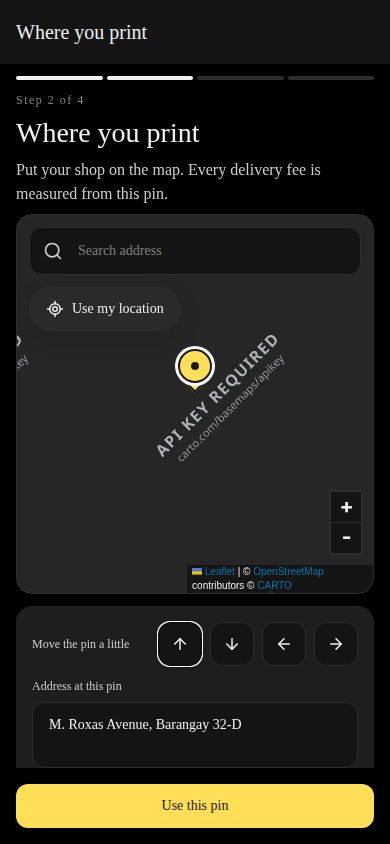 Where you print
Step 2 of 4
Where you print
Put your shop on the map. Every delivery fee is
measured from this pin.
Search address
Use my location
API KEY REQUIRED
carto.com/basemaps/apikey
+
-
Leaflet | © OpenStreetMap
contributors © CARTO
Move the pin a little
Address at this pin
M. Roxas Avenue, Barangay 32-D
Use this pin